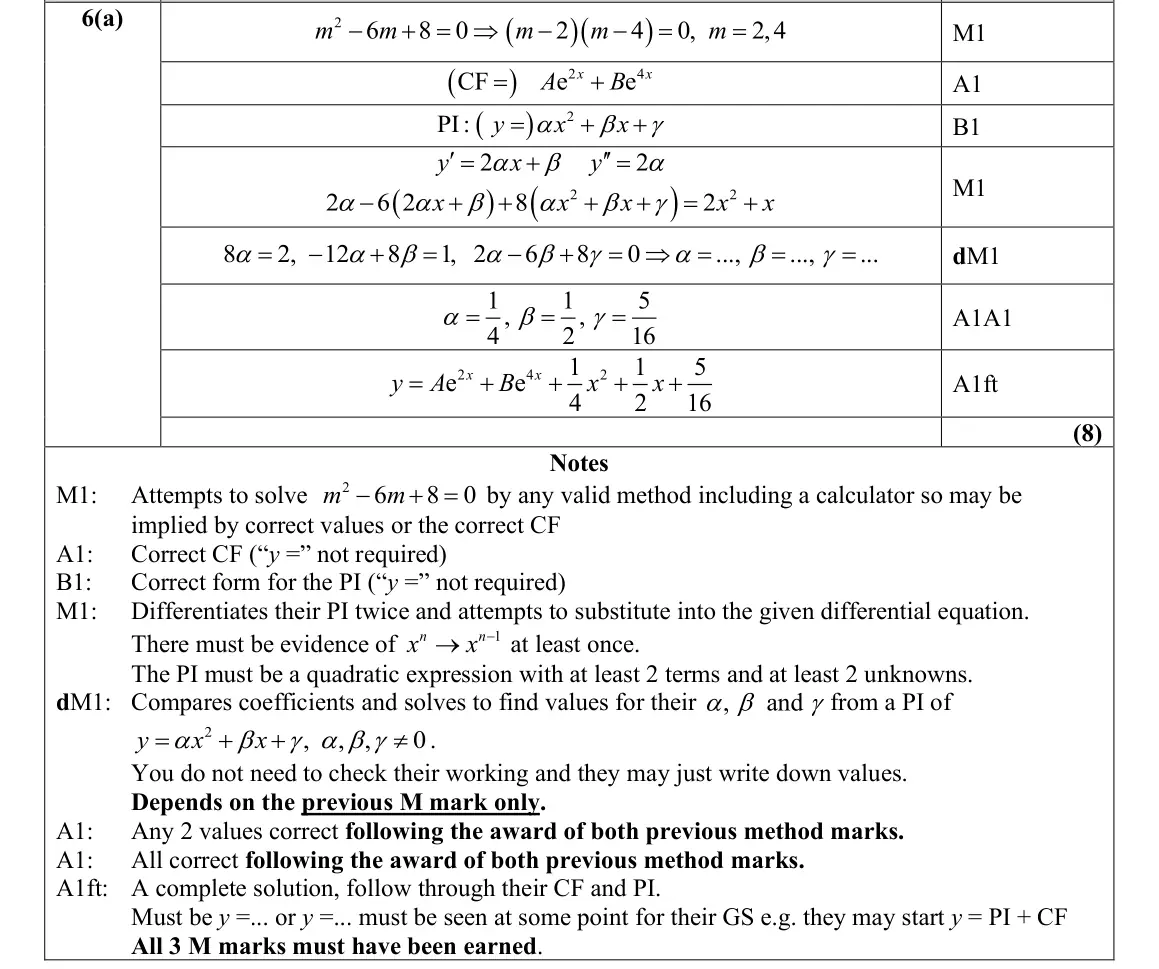 6(a)
m² − 6m + 8 = 0 ⇒ (m − 2)(m − 4) = 0, m = 2, 4 M1
(CF =) Ae²ˣ + Be⁴ˣ A1
PI : ( y =)αx² + βx + γ B1
y′ = 2αx + β y″ = 2α
2α − 6(2αx + β) + 8(αx² + βx + γ) = 2x² + x M1
8α = 2, −12α + 8β = 1, 2α − 6β + 8γ = 0 ⇒ α = ..., β = ..., γ = ... dM1
α = 1/4, β = 1/2, γ = 5/16 A1A1
y = Ae²ˣ + Be⁴ˣ + 1/4 x² + 1/2 x + 5/16 A1ft
(8)
Notes
M1: Attempts to solve m² − 6m + 8 = 0 by any valid method including a calculator so may be
implied by correct values or the correct CF
A1: Correct CF (“y =” not required)
B1: Correct form for the PI (“y =” not required)
M1: Differentiates their PI twice and attempts to substitute into the given differential equation.
There must be evidence of xⁿ → xⁿ⁻¹ at least once.
The PI must be a quadratic expression with at least 2 terms and at least 2 unknowns.
dM1: Compares coefficients and solves to find values for their α, β and γ from a PI of
y = αx² + βx + γ, α, β, γ ≠ 0.
You do not need to check their working and they may just write down values.
Depends on the previous M mark only.
A1: Any 2 values correct following the award of both previous method marks.
A1: All correct following the award of both previous method marks.
A1ft: A complete solution, follow through their CF and PI.
Must be y =... or y =... must be seen at some point for their GS e.g. they may start y = PI + CF
All 3 M marks must have been earned.